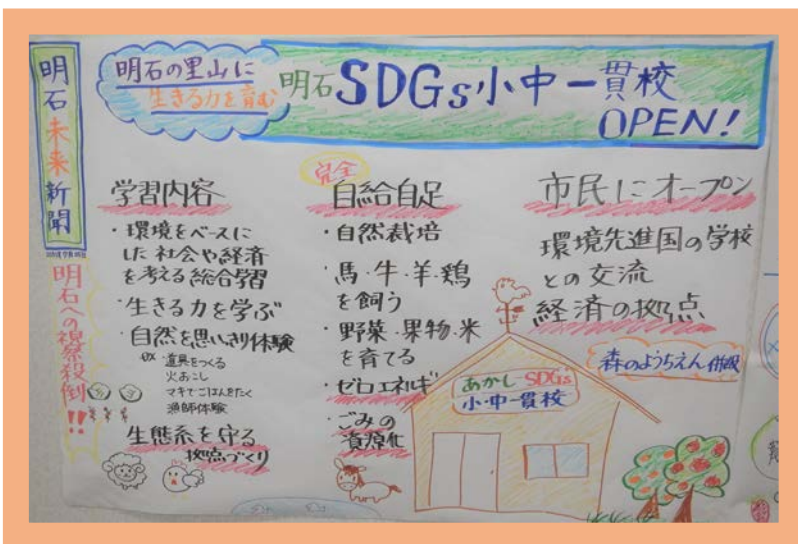 明石未来新聞
明石への視察殺到!!
明石の里山に
生きる力を育む
明石SDGs小中一貫校
OPEN!
学習内容
・環境をベースに
した社会や経済
を考える総合学習
・生きる力を学ぶ
・自然を思いっきり体験
ex 道具をつくる
火おこし
マキでごはんをたく
漁師体験
生態系を守る
拠点づくり
完全
自給自足
・自然栽培
・馬・牛・羊・鶏
を飼う
・野菜・果物・米
を育てる
・ゼロエネルギ
・ごみの
資源化
市民にオープン
環境先進国の学校
との交流
経済の拠点
森のようちえん併設
あかしSDGs
小・中一貫校